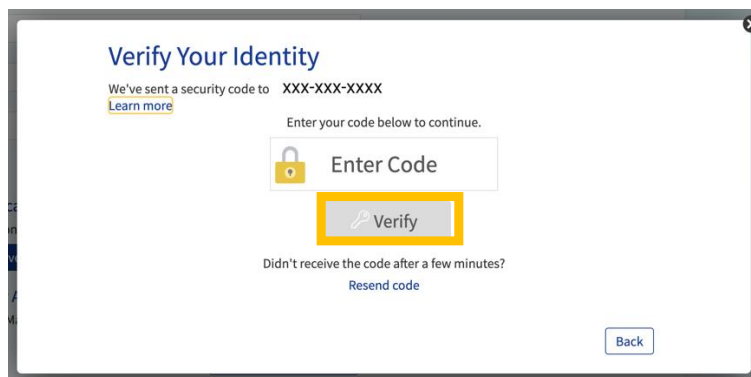 Verify Your Identity
We've sent a security code to XXX-XXX-XXXX
Learn more
Enter your code below to continue.
Enter Code
Verify
Didn't receive the code after a few minutes?
Resend code
Back